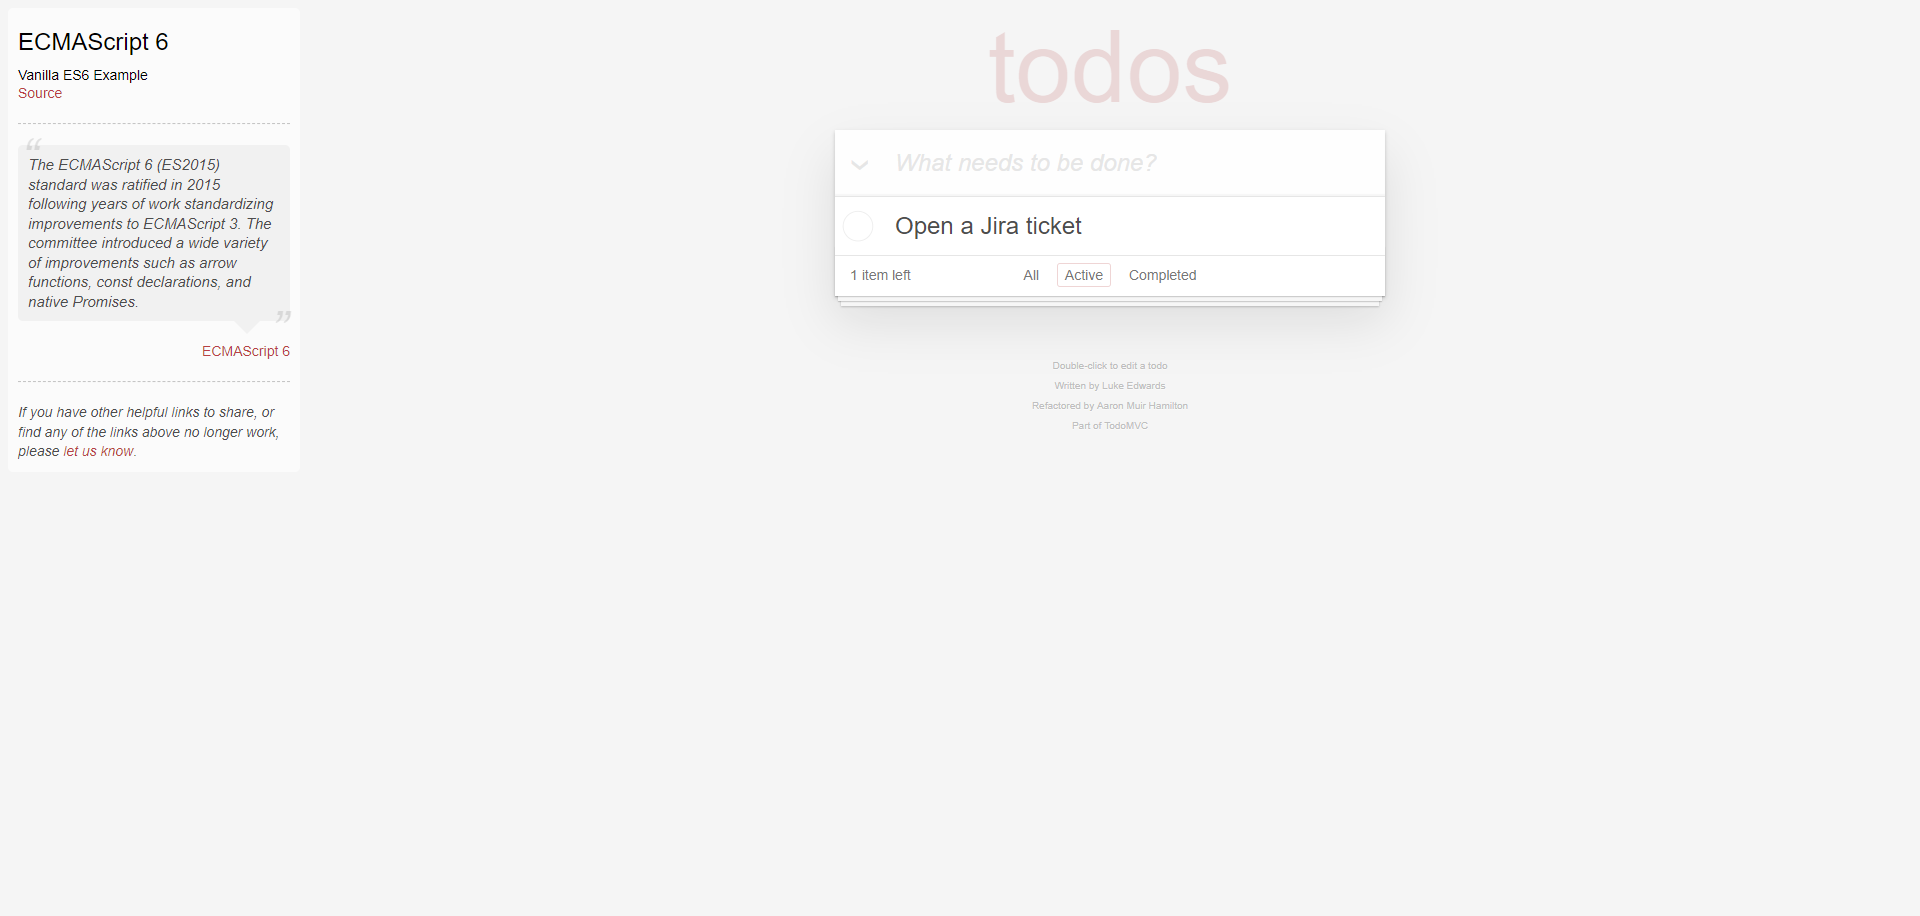 ECMAScript 6
Vanilla ES6 Example
Source
“
The ECMAScript 6 (ES2015)
standard was ratified in 2015
following years of work standardizing
improvements to ECMAScript 3. The
committee introduced a wide variety
of improvements such as arrow
functions, const declarations, and
native Promises.
”
ECMAScript 6
If you have other helpful links to share, or
find any of the links above no longer work,
please let us know.
todos
What needs to be done?
Open a Jira ticket
1 item left All Active Completed
Double-click to edit a todo
Written by Luke Edwards
Refactored by Aaron Muir Hamilton
Part of TodoMVC